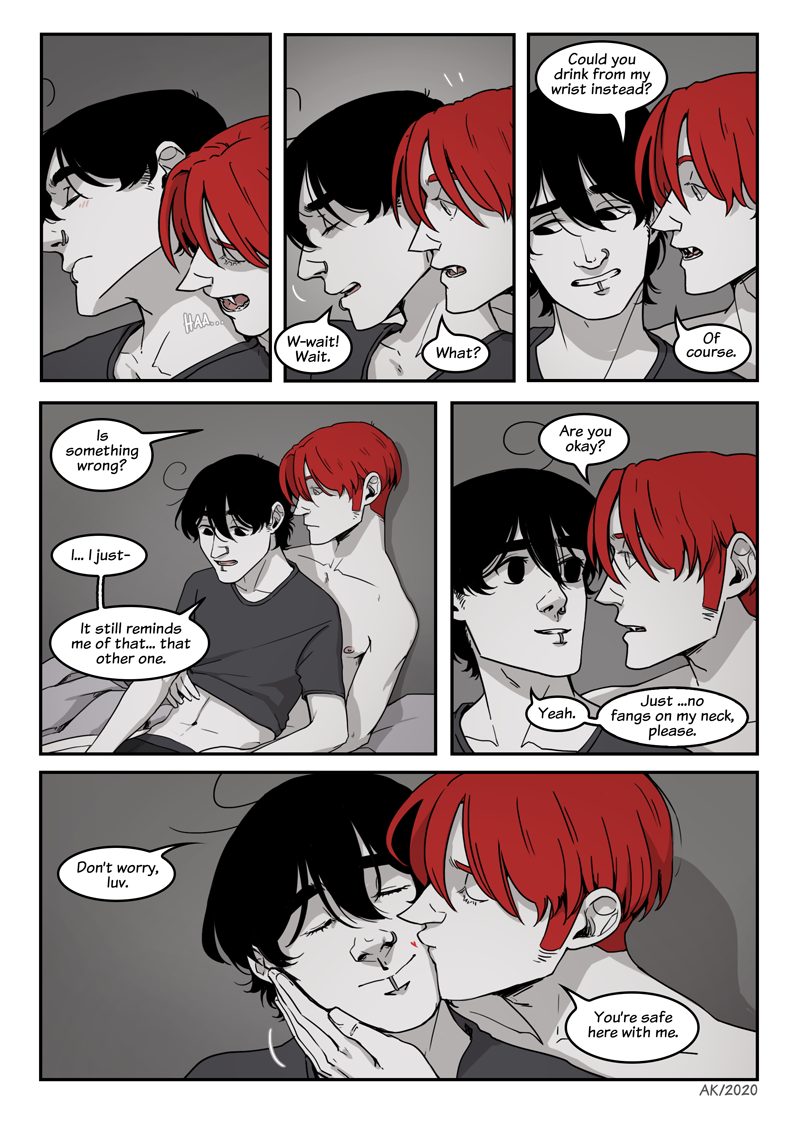 HAA...
W-wait!
Wait.
What?
Could you
drink from my
wrist instead?
Of
course.
Is
something
wrong?
I... I just-
It still reminds
me of that... that
other one.
Are you
okay?
Yeah.
Just ...no
fangs on my neck,
please.
Don't worry,
luv.
You're safe
here with me.
AK/2020